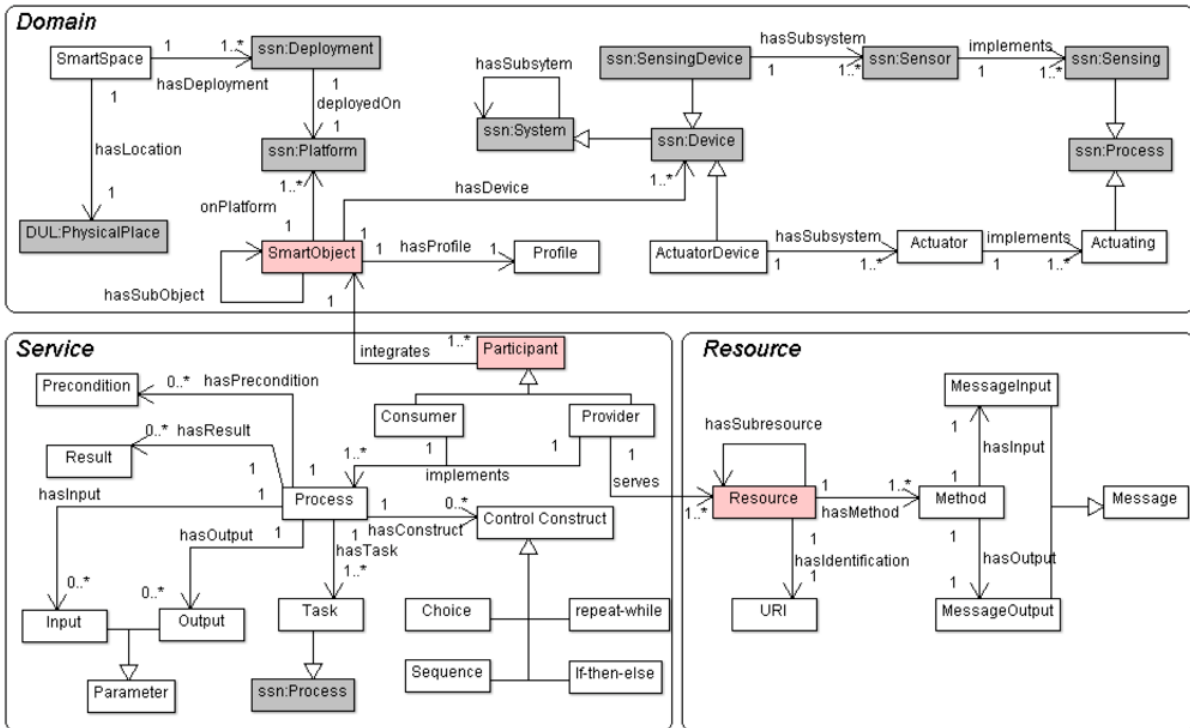 Domain
SmartSpace
1
1..*
ssn:Deployment
hasDeployment
1
1
deployedOn
1
hasLocation
1
ssn:Platform
1..*
onPlatform
1
DUL:PhysicalPlace
SmartObject
hasSubObject
1
hasDevice
1..*
1
hasProfile
1
Profile
1
hasSubsytem
ssn:System
ssn:SensingDevice
hasSubsystem
1
1..*
ssn:Sensor
implements
1
1..*
ssn:Sensing
ssn:Device
ssn:Process
ActuatorDevice
hasSubsystem
1
1..*
Actuator
implements
1
1..*
Actuating
Service
integrates
1..*
Participant
Precondition
0..*
hasPrecondition
Consumer
Provider
Result
0..*
hasResult
1
1..*
1
implements
1
serves
1..*
hasInput
1
1
1
Process
1
hasConstruct
0..*
Control Construct
hasOutput
1
1
hasTask
1..*
0..*
0..*
Input
Output
Task
Choice
repeat-while
Sequence
If-then-else
Parameter
ssn:Process
Resource
hasSubresource
Resource
1
hasMethod
1..*
Method
1
hasIdentification
1
URI
MessageInput
1
hasInput
1
1
hasOutput
1
MessageOutput
Message